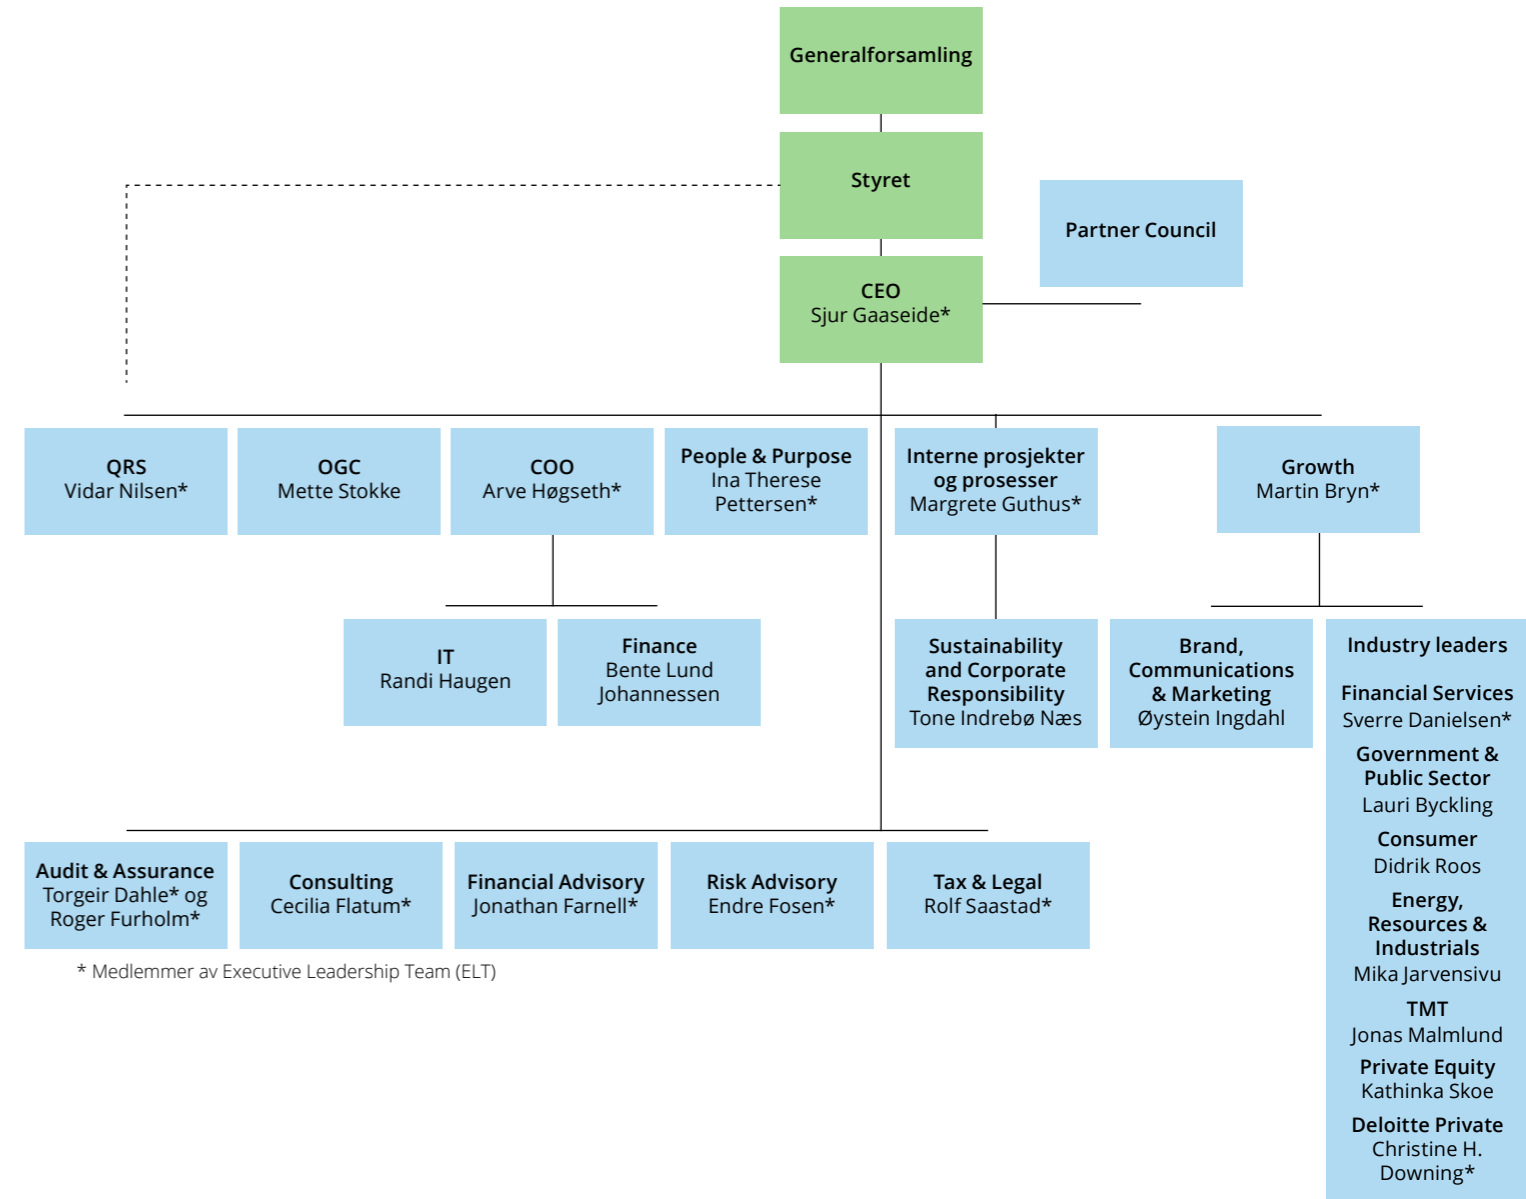 Generalforsamling
Styret
Partner Council
CEO
Sjur Gaaseide*
QRS
Vidar Nilsen*
OGC
Mette Stokke
COO
Arve Høgseth*
People & Purpose
Ina Therese
Pettersen*
Interne prosjekter
og prosesser
Margrete Guthus*
Growth
Martin Bryn*
IT
Randi Haugen
Finance
Bente Lund
Johannessen
Sustainability
and Corporate
Responsibility
Tone Indrebø Næs
Brand,
Communications
& Marketing
Øystein Ingdahl
Industry leaders
Financial Services
Sverre Danielsen*
Government &
Public Sector
Lauri Byckling
Consumer
Didrik Roos
Energy,
Resources &
Industrials
Mika Jarvensivu
TMT
Jonas Malmlund
Private Equity
Kathinka Skoe
Deloitte Private
Christine H.
Downing*
Audit & Assurance
Torgeir Dahle* og
Roger Furholm*
Consulting
Cecilia Flatum*
Financial Advisory
Jonathan Farnell*
Risk Advisory
Endre Fosen*
Tax & Legal
Rolf Saastad*
* Medlemmer av Executive Leadership Team (ELT)